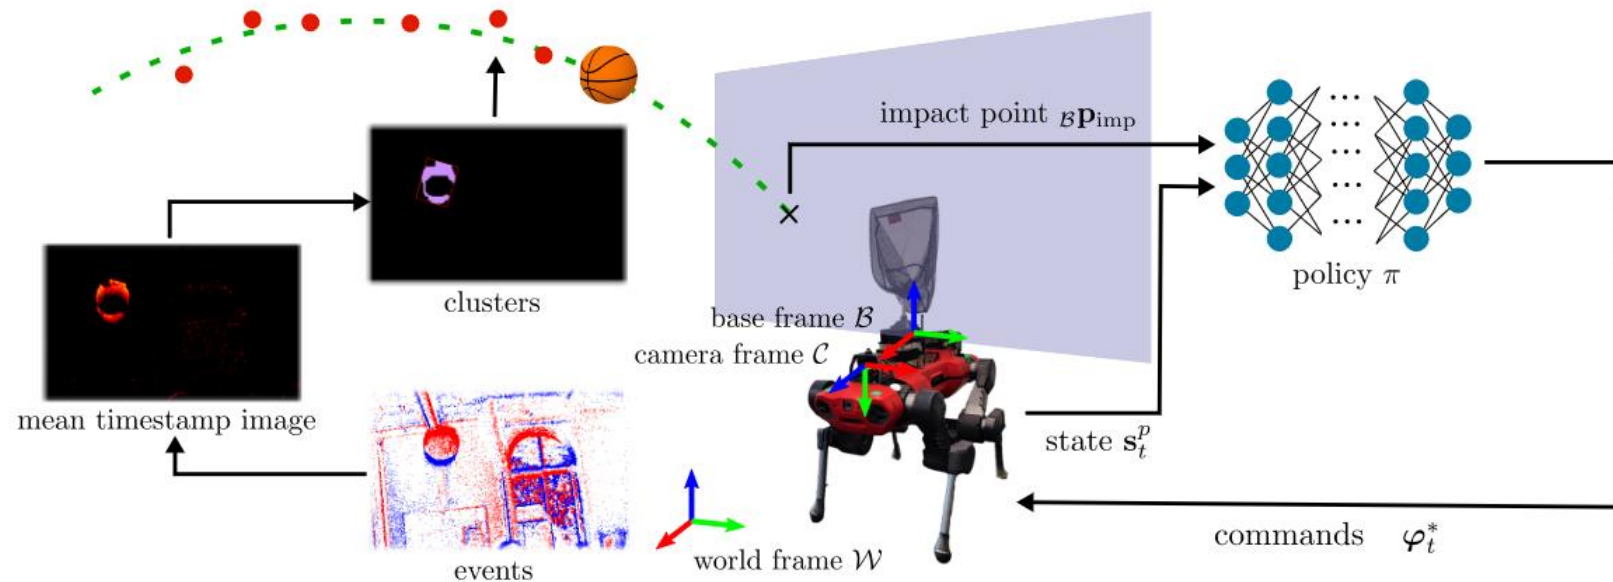 impact point 𝓑𝐩imp
policy π
clusters
base frame 𝓑
camera frame 𝒞
mean timestamp image
state 𝐬ₜᵖ
commands 𝝋ₜ*
world frame 𝒲
events